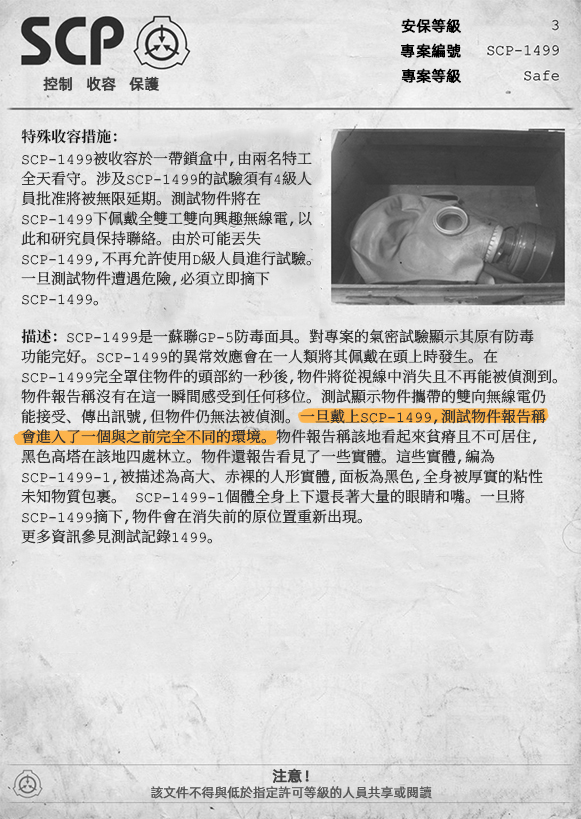 SCP
控制 收容 保護
安保等級 3
專案編號 SCP-1499
專案等級 Safe
特殊收容措施:
SCP-1499被收容於一帶鎖盒中,由兩名特工
全天看守。涉及SCP-1499的試驗須有4級人
員批准將被無限延期。測試物件將在
SCP-1499下佩戴全雙工雙向興趣無線電,以
此和研究員保持聯絡。由於可能丟失
SCP-1499,不再允許使用D級人員進行試驗。
一旦測試物件遭遇危險,必須立即摘下
SCP-1499。
描述: SCP-1499是一蘇聯GP-5防毒面具。對專案的氣密試驗顯示其原有防毒
功能完好。SCP-1499的異常效應會在一人類將其佩戴在頭上時發生。在
SCP-1499完全罩住物件的頭部約一秒後,物件將從視線中消失且不再能被偵測到。
物件報告稱沒有在這一瞬間感受到任何移位。測試顯示物件攜帶的雙向無線電仍
能接受、傳出訊號,但物件仍無法被偵測。一旦戴上SCP-1499,測試物件報告稱
會進入了一個與之前完全不同的環境。物件報告稱該地看起來貧瘠且不可居住,
黑色高塔在該地四處林立。物件還報告看見了一些實體。這些實體,編為
SCP-1499-1,被描述為高大、赤裸的人形實體,面板為黑色,全身被厚實的粘性
未知物質包裹。 SCP-1499-1個體全身上下還長著大量的眼睛和嘴。一旦將
SCP-1499摘下,物件會在消失前的原位置重新出現。
更多資訊參見測試記錄1499。
注意!
該文件不得與低於指定許可等級的人員共享或閱讀